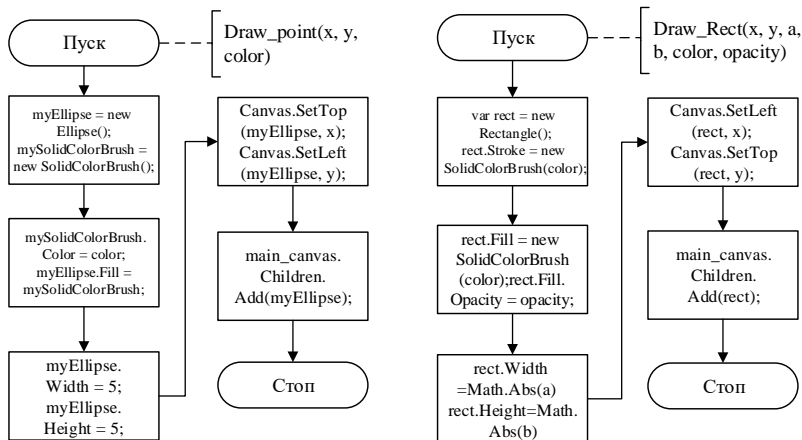 Пуск
Draw_point(x, y,
color)
myEllipse = new
Ellipse();
mySolidColorBrush =
new SolidColorBrush();
mySolidColorBrush.
Color = color;
myEllipse.Fill =
mySolidColorBrush;
myEllipse.
Width = 5;
myEllipse.
Height = 5;
Canvas.SetTop
(myEllipse, x);
Canvas.SetLeft
(myEllipse, y);
main_canvas.
Children.
Add(myEllipse);
Стоп
Пуск
Draw_Rect(x, y, a,
b, color, opacity)
var rect = new
Rectangle();
rect.Stroke = new
SolidColorBrush(color);
rect.Fill = new
SolidColorBrush
(color);rect.Fill.
Opacity = opacity;
rect.Width
=Math.Abs(a)
rect.Height=Math.
Abs(b)
Canvas.SetLeft
(rect, x);
Canvas.SetTop
(rect, y);
main_canvas.
Children.
Add(rect);
Стоп